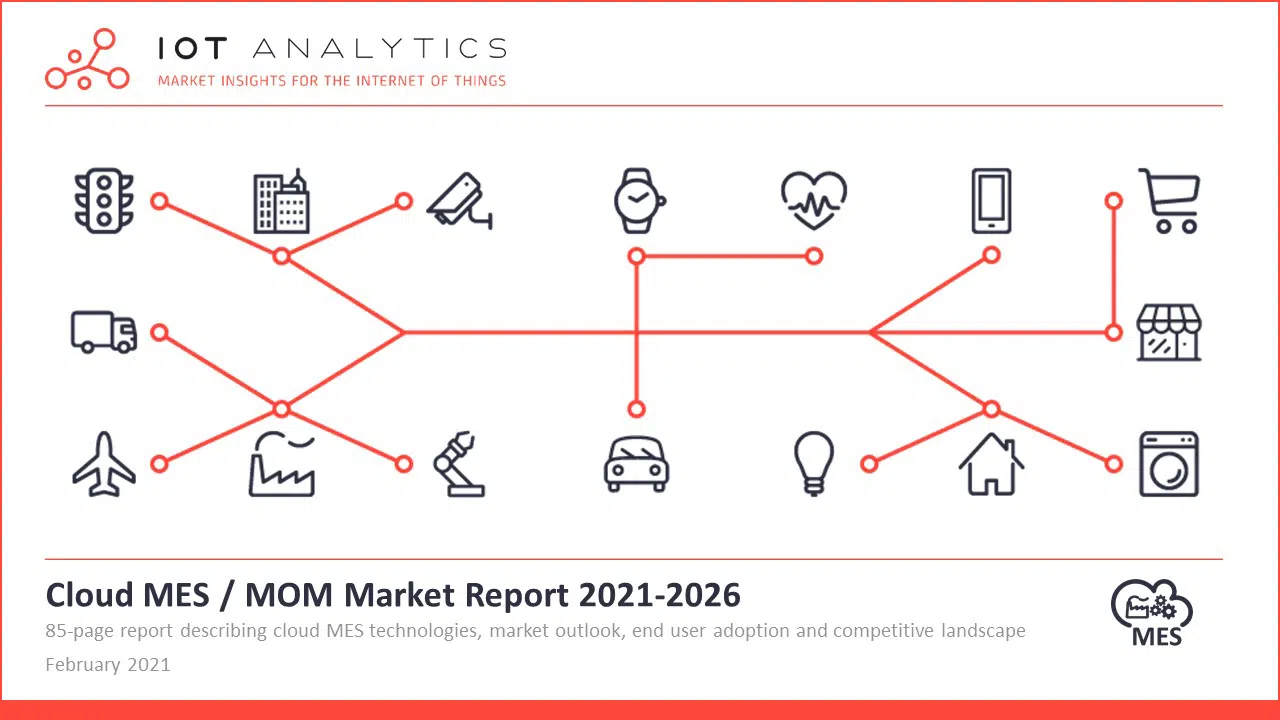 IOT ANALYTICS
MARKET INSIGHTS FOR THE INTERNET OF THINGS
Cloud MES / MOM Market Report 2021-2026
85-page report describing cloud MES technologies, market outlook, end user adoption and competitive landscape
February 2021
MES